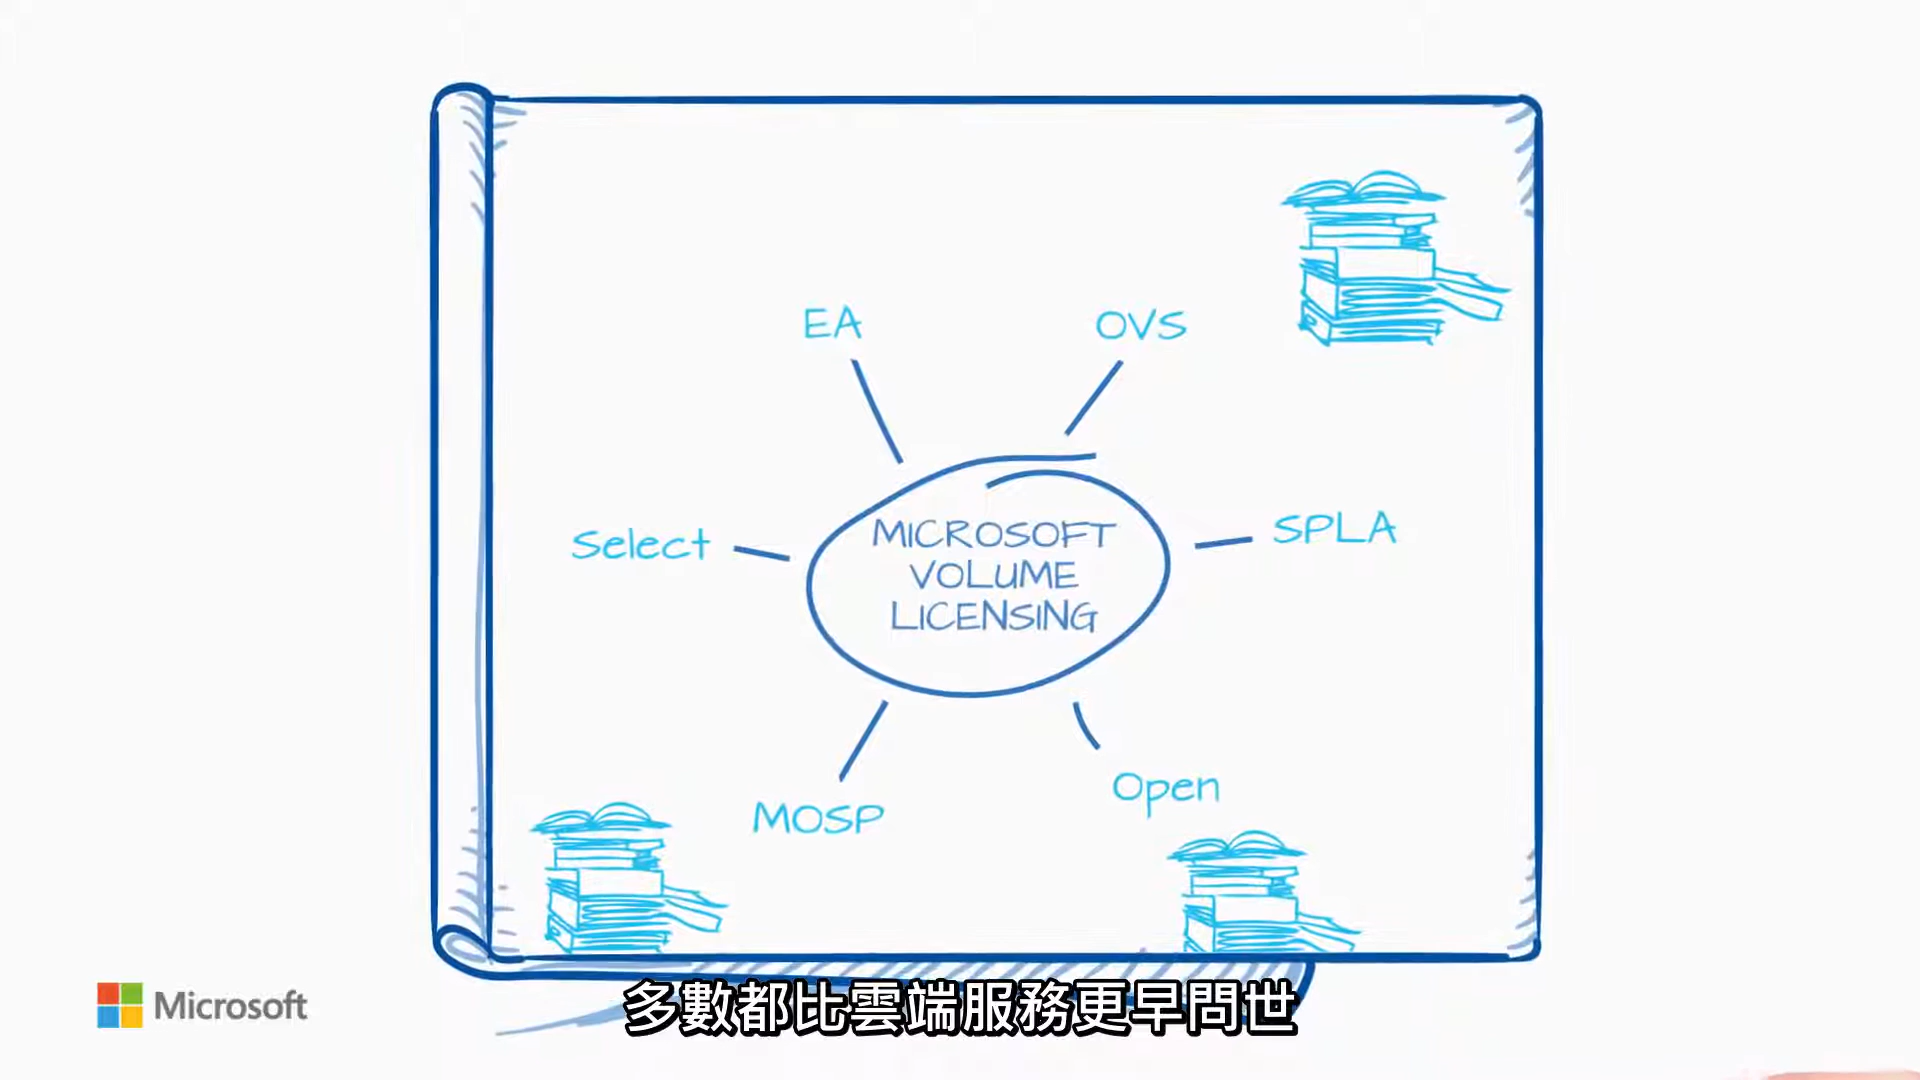 EA
OVS
Select
MICROSOFT
VOLUME
LICENSING
SPLA
MOSP
Open
Microsoft
多數都比雲端服務更早問世